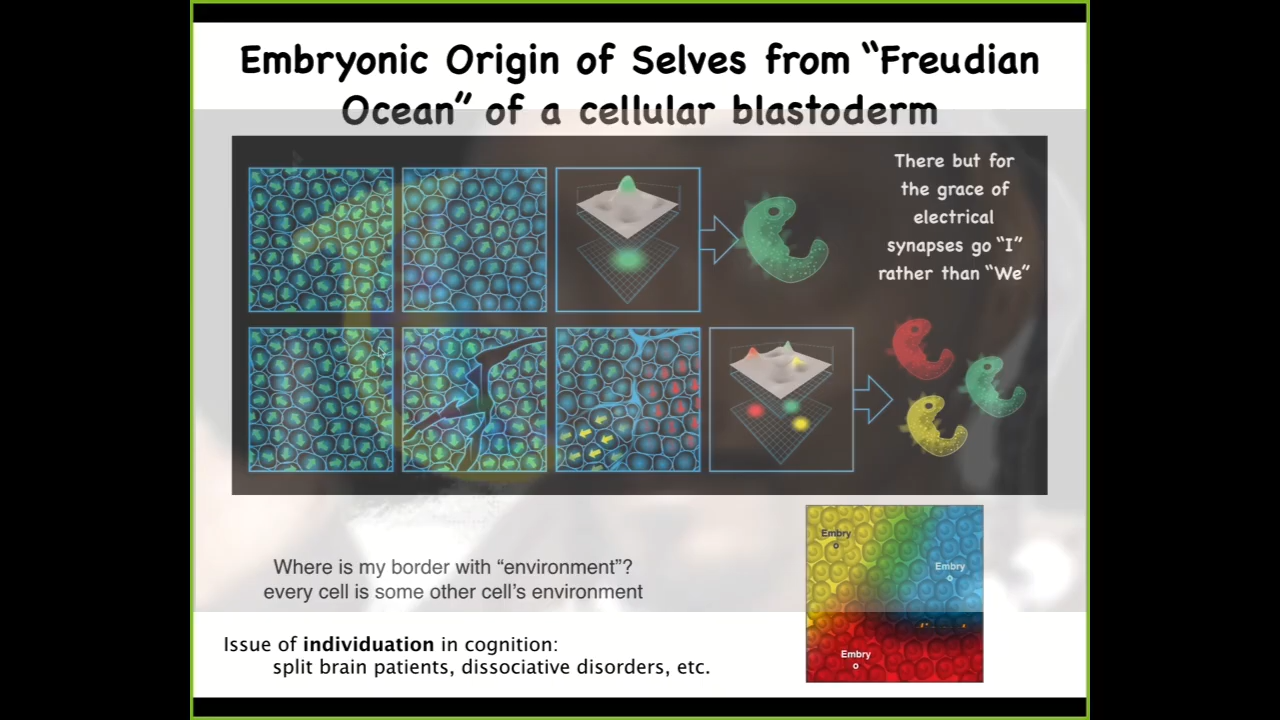 Embryonic Origin of Selves from “Freudian
Ocean” of a cellular blastoderm
There but for
the grace of
electrical
synapses go “I”
rather than “We”
Where is my border with “environment”?
every cell is some other cell’s environment
Embry
o
Embry
o
Embry
o
Issue of individuation in cognition:
split brain patients, dissociative disorders, etc.